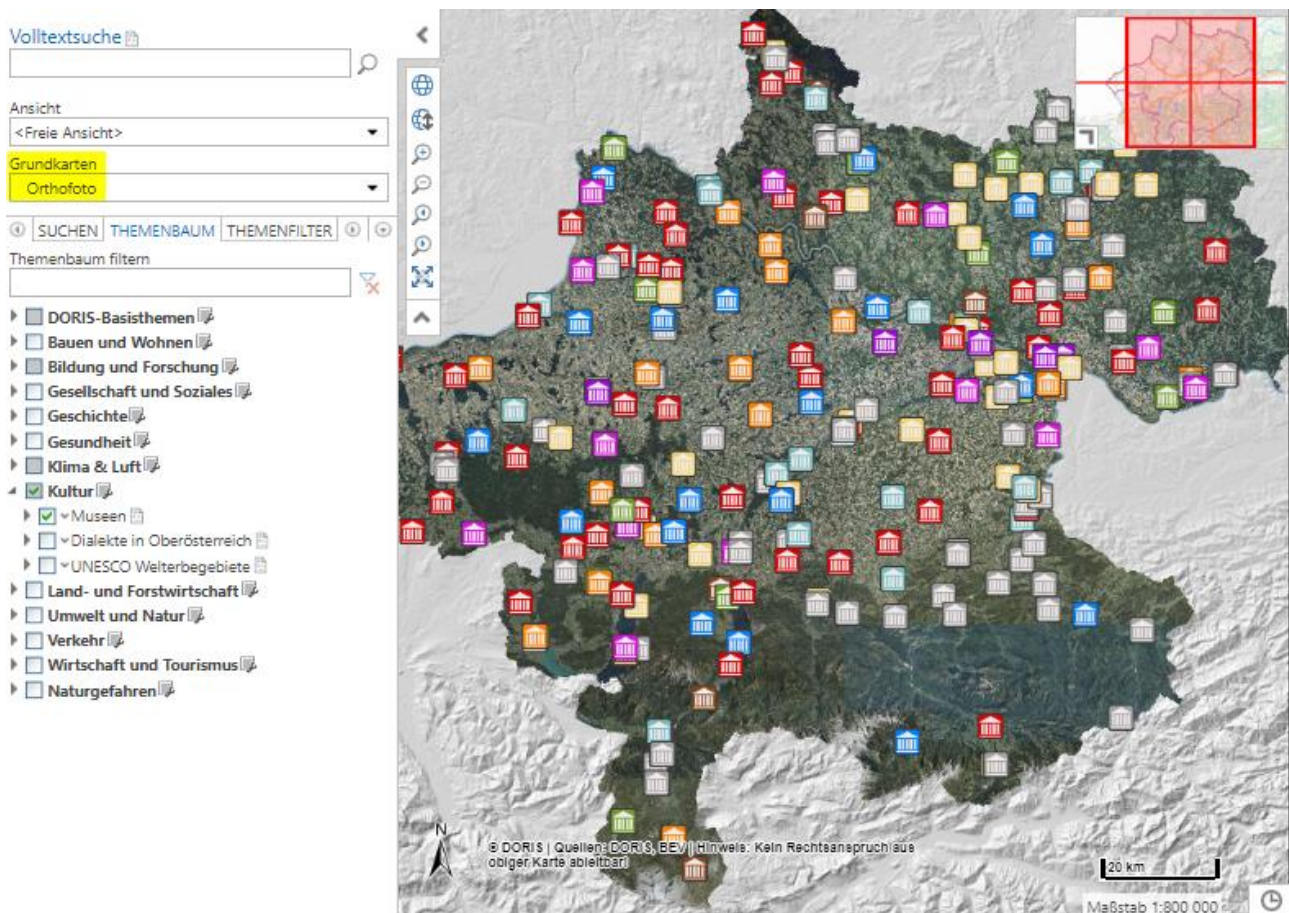 Volltextsuche
Ansicht
<Freie Ansicht>
Grundkarten
Orthofoto
SUCHEN THEMENBAUM THEMENFILTER
Themenbaum filtern
DORIS-Basisthemen
Bauen und Wohnen
Bildung und Forschung
Gesellschaft und Soziales
Geschichte
Gesundheit
Klima & Luft
Kultur
Museen
Dialekte in Oberösterreich
UNESCO Welterbegebiete
Land- und Forstwirtschaft
Umwelt und Natur
Verkehr
Wirtschaft und Tourismus
Naturgefahren
N
© DORIS | Quellen: DORIS, BEV | Hinweis: Kein Rechtsanspruch aus
obiger Karte ableitbar!
20 km
Maßstab 1:800 000